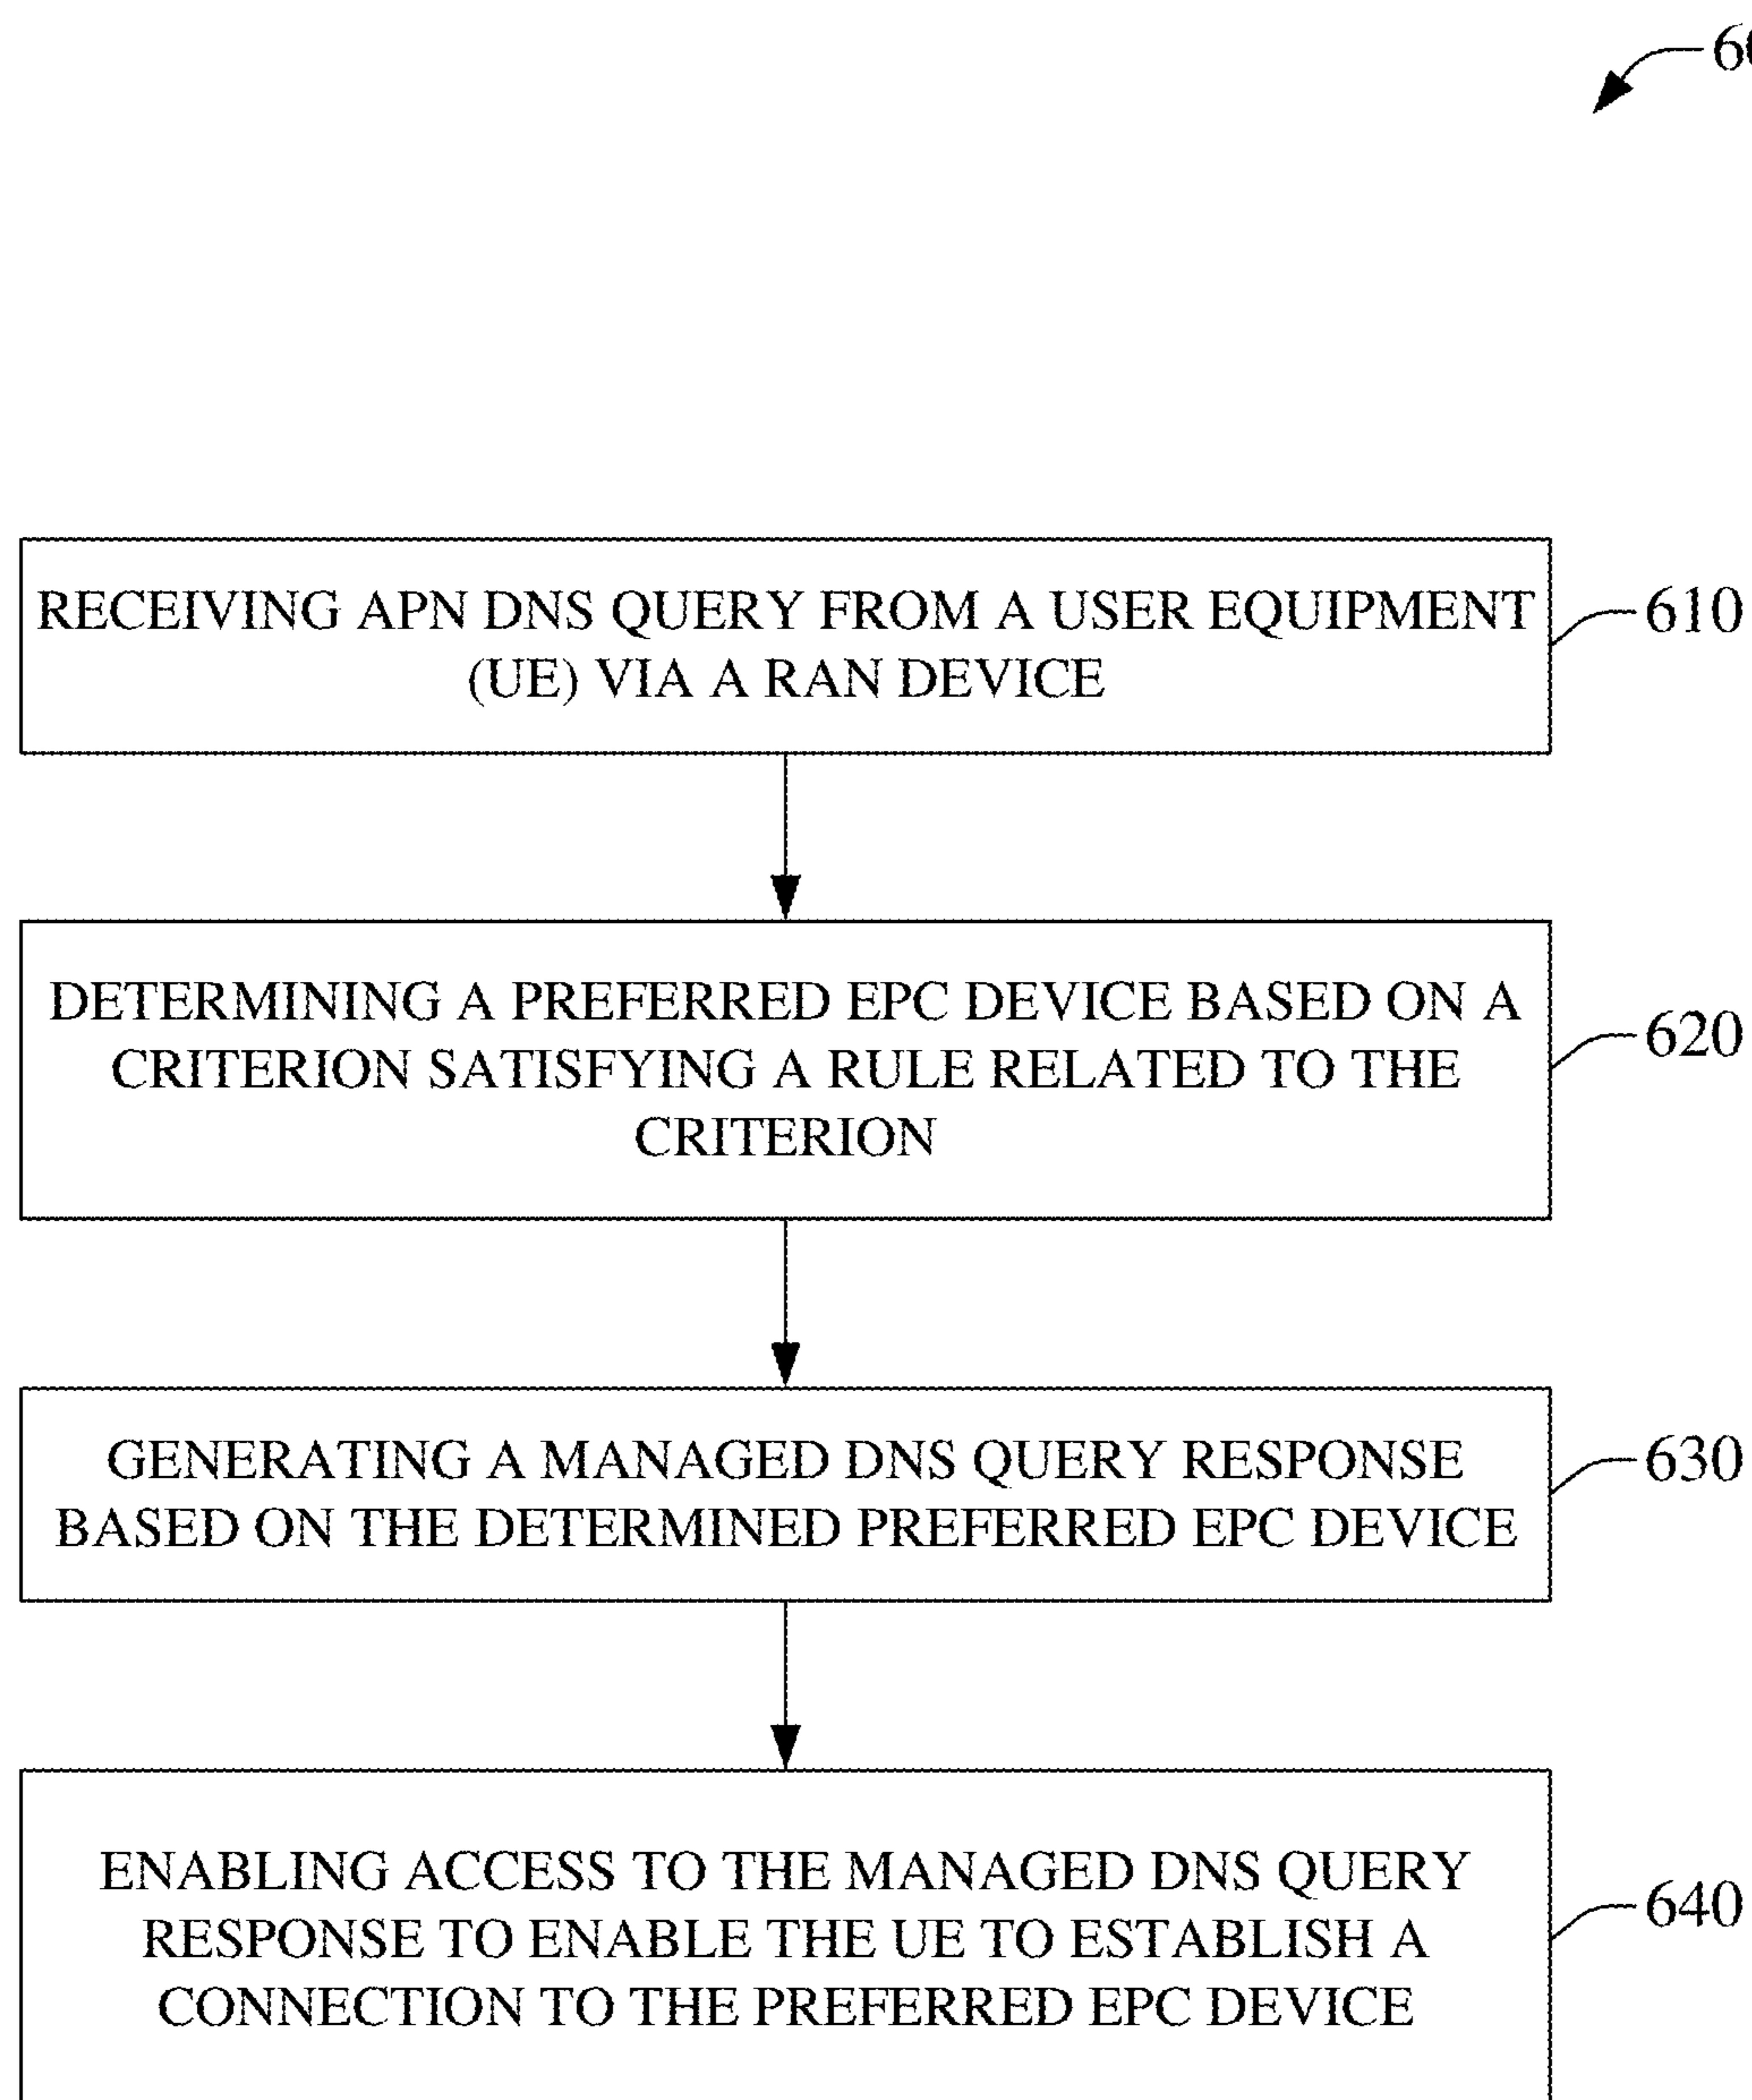 RECEIVING APN DNS QUERY FROM A USER EQUIPMENT
(UE) VIA A RAN DEVICE
610
DETERMINING A PREFERRED EPC DEVICE BASED ON A
CRITERION SATISFYING A RULE RELATED TO THE
CRITERION
620
GENERATING A MANAGED DNS QUERY RESPONSE
BASED ON THE DETERMINED PREFERRED EPC DEVICE
630
ENABLING ACCESS TO THE MANAGED DNS QUERY
RESPONSE TO ENABLE THE UE TO ESTABLISH A
CONNECTION TO THE PREFERRED EPC DEVICE
640